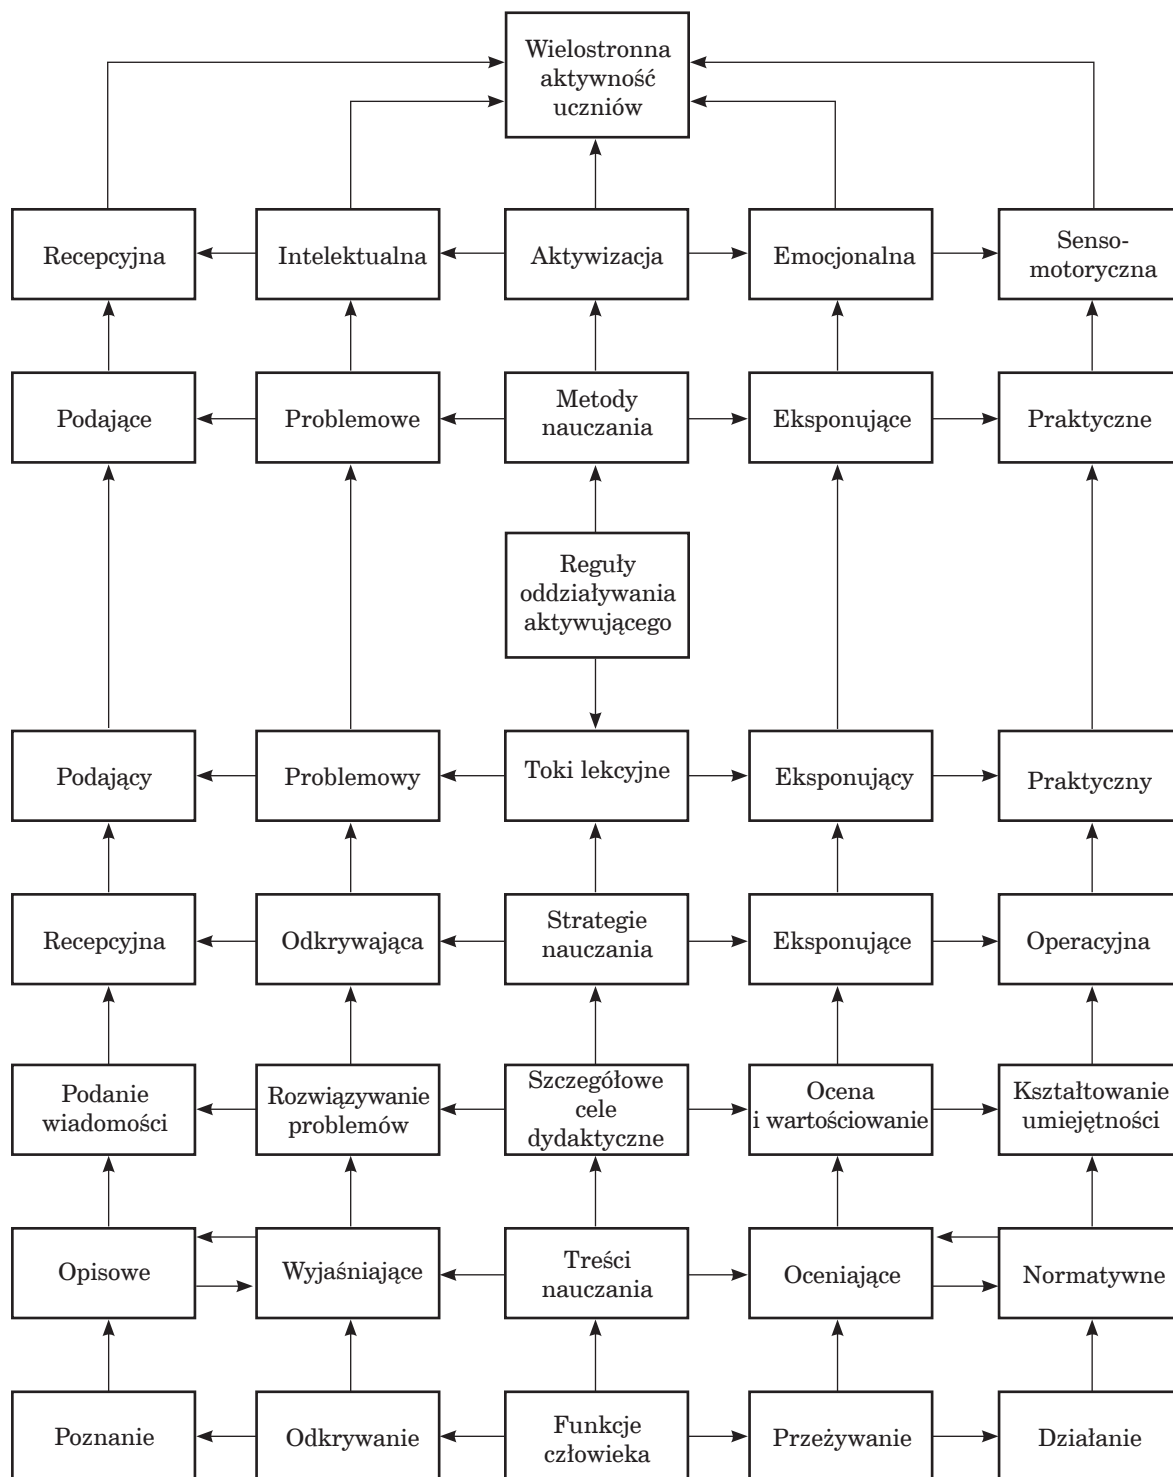 Wielostronna
aktywność
uczniów
Recepcyjna
Intelektualna
Aktywizacja
Emocjonalna
Senso-
motoryczna
Podające
Problemowe
Metody
nauczania
Eksponujące
Praktyczne
Reguły
oddziaływania
aktywującego
Podający
Problemowy
Toki lekcyjne
Eksponujący
Praktyczny
Recepcyjna
Odkrywająca
Strategie
nauczania
Eksponujące
Operacyjna
Podanie
wiadomości
Rozwiązywanie
problemów
Szczegółowe
cele
dydaktyczne
Ocena
i wartościowanie
Kształtowanie
umiejętności
Opisowe
Wyjaśniające
Treści
nauczania
Oceniające
Normatywne
Poznanie
Odkrywanie
Funkcje
człowieka
Przeżywanie
Działanie